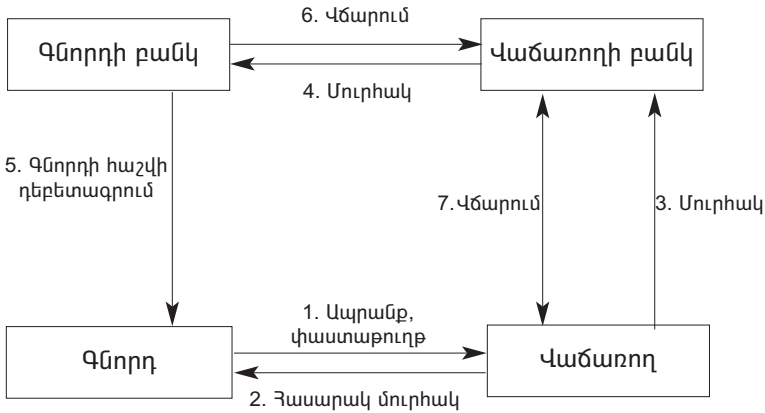 6. Վճարում
Գնորդի բանկ
Վաճառողի բանկ
4. Մուրհակ
5. Գնորդի հաշվի
դեբետագրում
7.Վճարում
3. Մուրհակ
1. Ապրանք,
փաստաթուղթ
Գնորդ
Վաճառող
2. Հասարակ մուրհակ